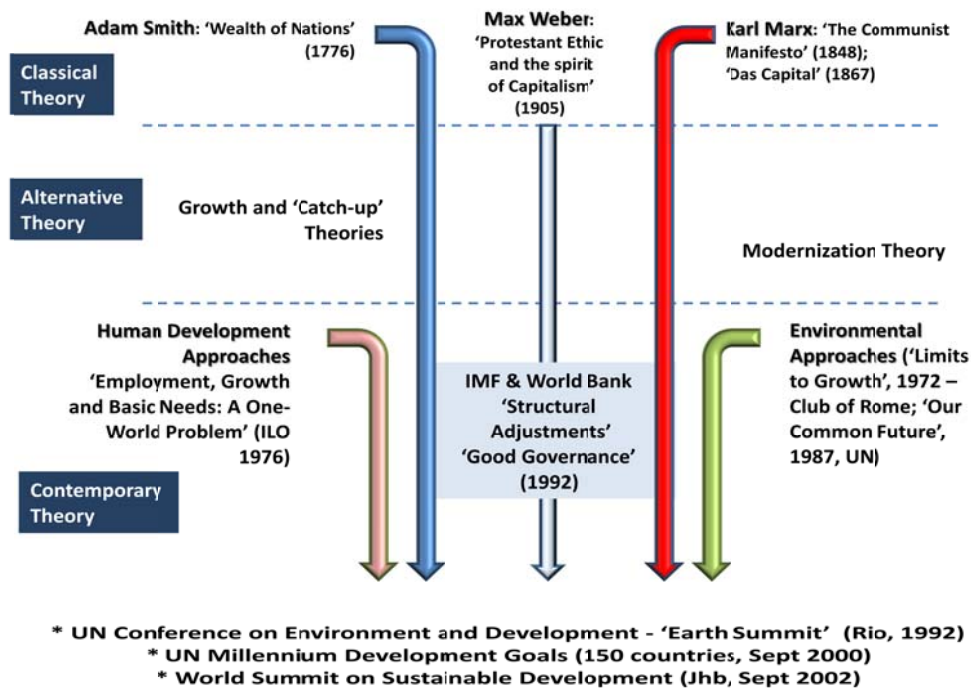 Adam Smith: ‘Wealth of Nations’
(1776)
Max Weber:
‘Protestant Ethic
and the spirit
of Capitalism’
(1905)
Karl Marx: ‘The Communist
Manifesto’ (1848);
‘Das Capital’ (1867)
Classical
Theory
Alternative
Theory
Growth and ‘Catch-up’
Theories
Modernization Theory
Human Development
Approaches
‘Employment, Growth
and Basic Needs: A One-
World Problem’ (ILO
1976)
IMF & World Bank
‘Structural
Adjustments’
‘Good Governance’
(1992)
Environmental
Approaches (‘Limits
to Growth’, 1972 –
Club of Rome; ‘Our
Common Future’,
1987, UN)
Contemporary
Theory
* UN Conference on Environment and Development - ‘Earth Summit’ (Rio, 1992)
* UN Millennium Development Goals (150 countries, Sept 2000)
* World Summit on Sustainable Development (Jhb, Sept 2002)